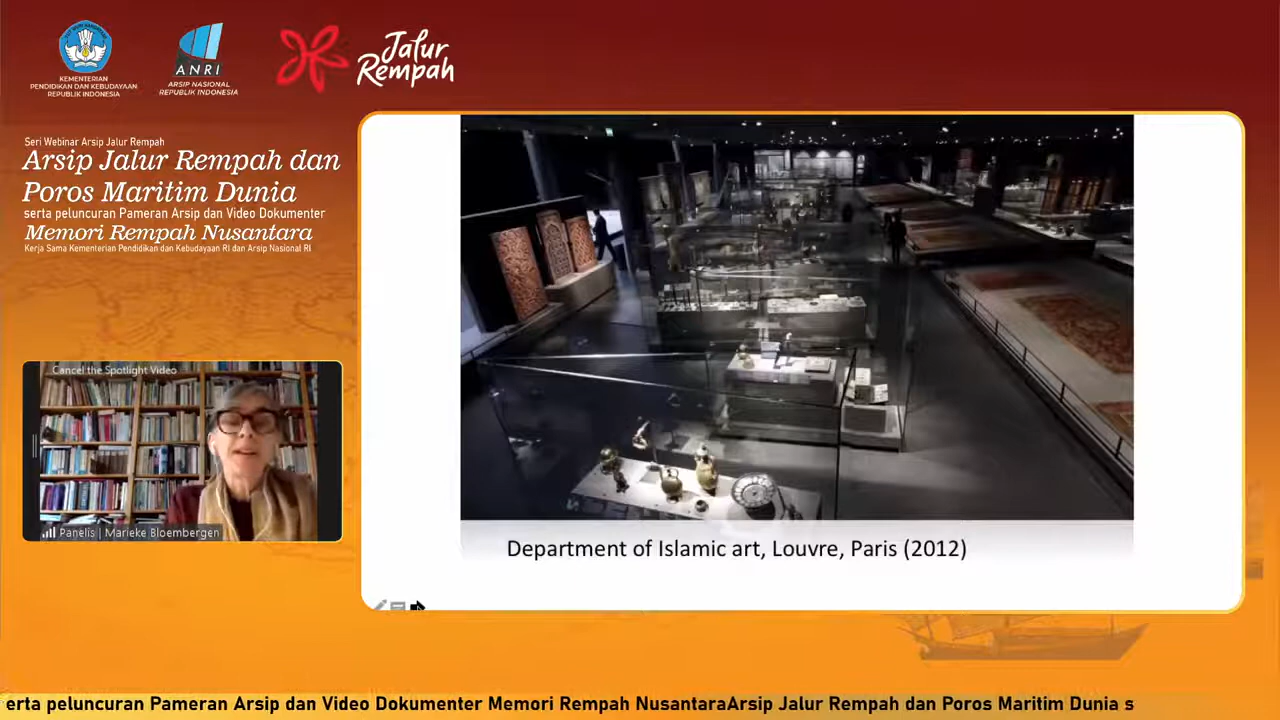 KEMENTERIAN
PENDIDIKAN DAN KEBUDAYAAN
REPUBLIK INDONESIA
ANRI
ARSIP NASIONAL
REPUBLIK INDONESIA
Jalur
Rempah
Seri Webinar Arsip Jalur Rempah
Arsip Jalur Rempah dan
Poros Maritim Dunia
serta peluncuran Pameran Arsip dan Video Dokumenter
Memori Rempah Nusantara
Kerja Sama Kementerian Pendidikan dan Kebudayaan RI dan Arsip Nasional RI
Cancel the Spotlight Video
Panelis | Marieke Bloembergen
Department of Islamic art, Louvre, Paris (2012)
erta peluncuran Pameran Arsip dan Video Dokumenter Memori Rempah NusantaraArsip Jalur Rempah dan Poros Maritim Dunia s